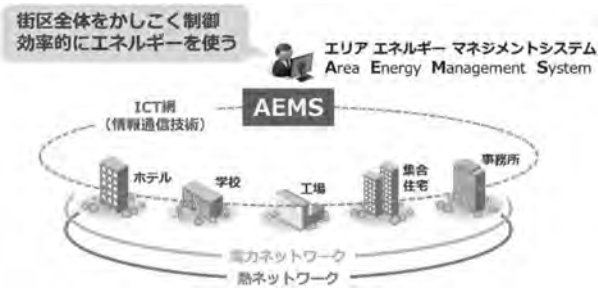 街区全体をかしこく制御
効率的にエネルギーを使う
エリア エネルギー マネジメントシステム
Area Energy Management System
ICT網
（情報通信技術）
AEMS
ホテル
学校
工場
集合
住宅
事務所
電力ネットワーク
熱ネットワーク